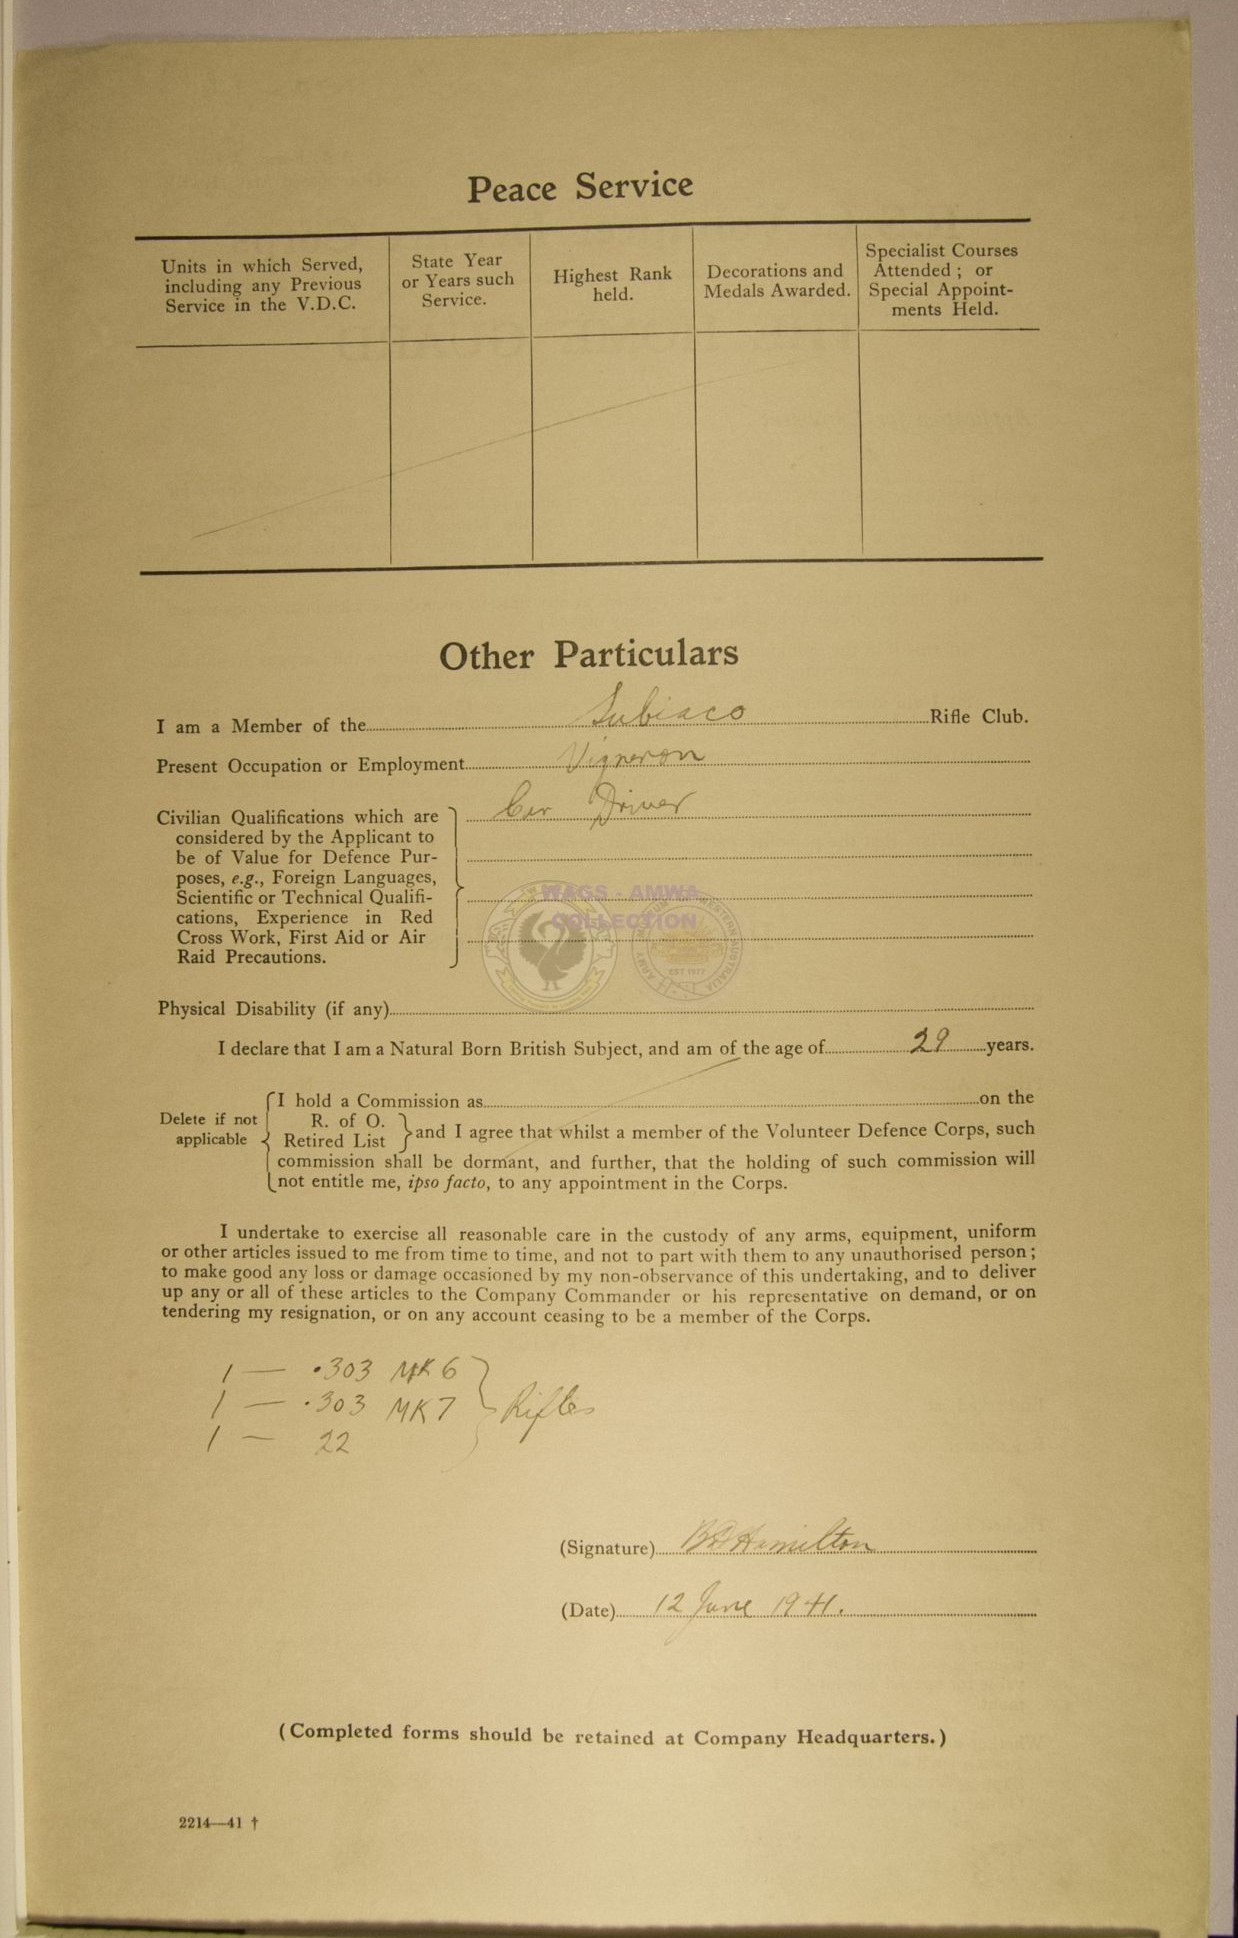 Peace Service
Units in which Served,
including any Previous
Service in the V.D.C.
State Year
or Years such
Service.
Highest Rank
held.
Decorations and
Medals Awarded.
Specialist Courses
Attended ; or
Special Appoint-
ments Held.
Other Particulars
I am a Member of the Subiaco Rifle Club.
Present Occupation or Employment Vigneron
Civilian Qualifications which are Car Driver
considered by the Applicant to
be of Value for Defence Pur-
poses, e.g., Foreign Languages,
Scientific or Technical Qualifi-
cations, Experience in Red
Cross Work, First Aid or Air
Raid Precautions.
WAGS - AMWA
COLLECTION
EST 1977
Physical Disability (if any)
I declare that I am a Natural Born British Subject, and am of the age of 29 years.
Delete if not
applicable
I hold a Commission as on the
R. of O.
Retired List
and I agree that whilst a member of the Volunteer Defence Corps, such
commission shall be dormant, and further, that the holding of such commission will
not entitle me, ipso facto, to any appointment in the Corps.
I undertake to exercise all reasonable care in the custody of any arms, equipment, uniform
or other articles issued to me from time to time, and not to part with them to any unauthorised person ;
to make good any loss or damage occasioned by my non-observance of this undertaking, and to deliver
up any or all of these articles to the Company Commander or his representative on demand, or on
tendering my resignation, or on any account ceasing to be a member of the Corps.
1 — .303 MK 6
1 — .303 MK 7 Rifles
1 — 22
(Signature) Hamilton
(Date) 12 June 1941.
(Completed forms should be retained at Company Headquarters.)
2214—41 †